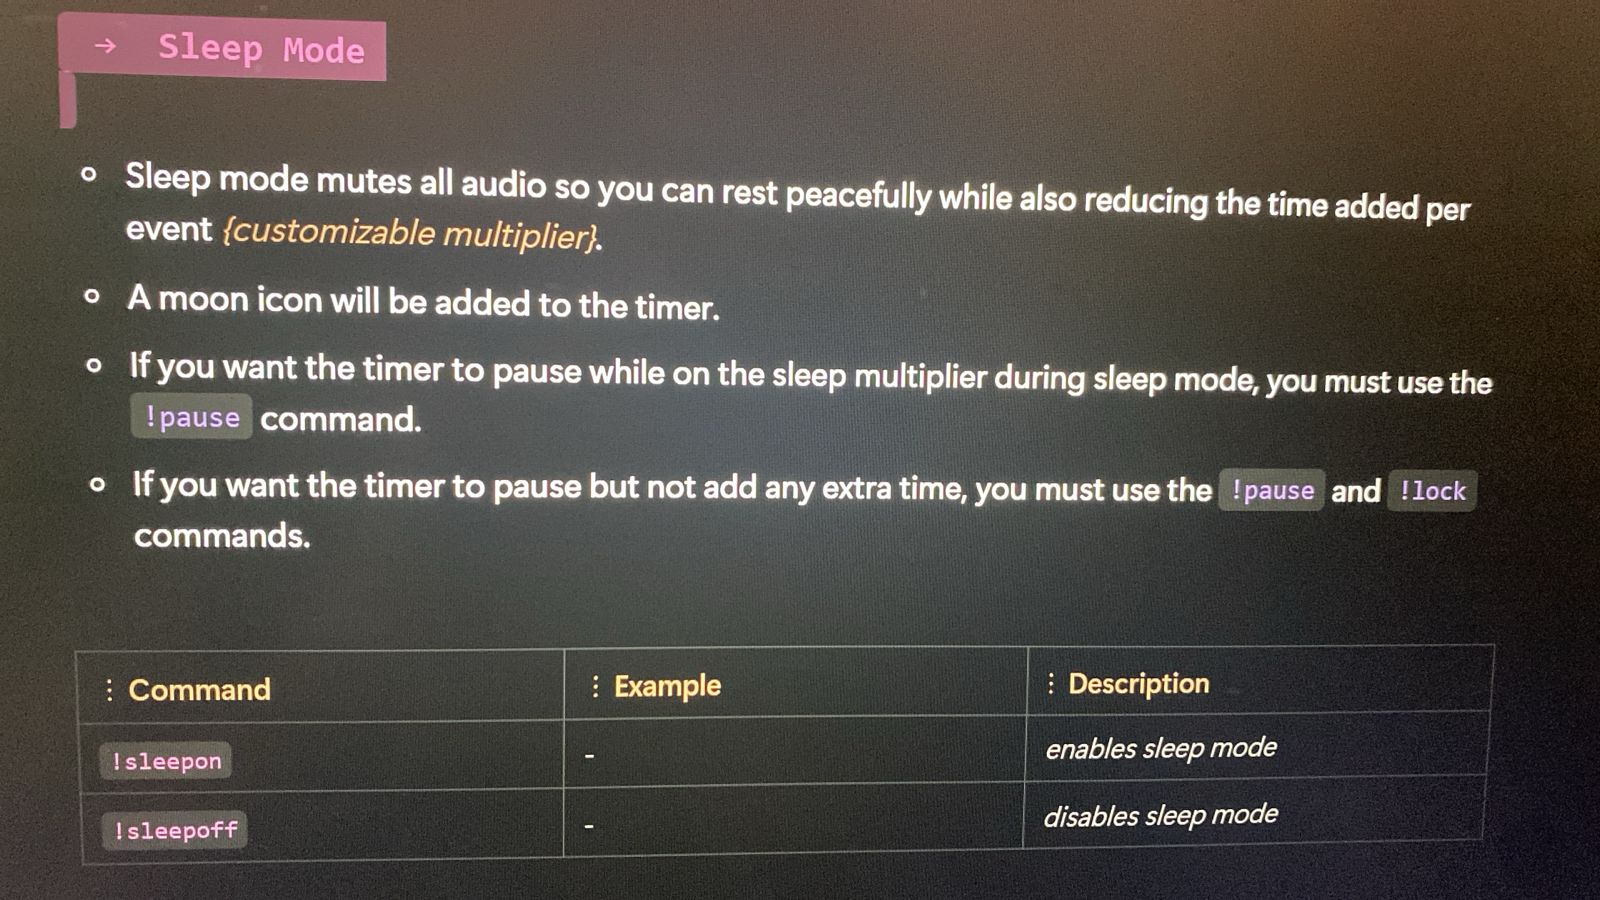 → Sleep Mode
Sleep mode mutes all audio so you can rest peacefully while also reducing the time added per
event {customizable multiplier}.
A moon icon will be added to the timer.
If you want the timer to pause while on the sleep multiplier during sleep mode, you must use the
!pause command.
If you want the timer to pause but not add any extra time, you must use the !pause and !lock
commands.
⋮ Command ⋮ Example ⋮ Description
!sleepon - enables sleep mode
!sleepoff - disables sleep mode